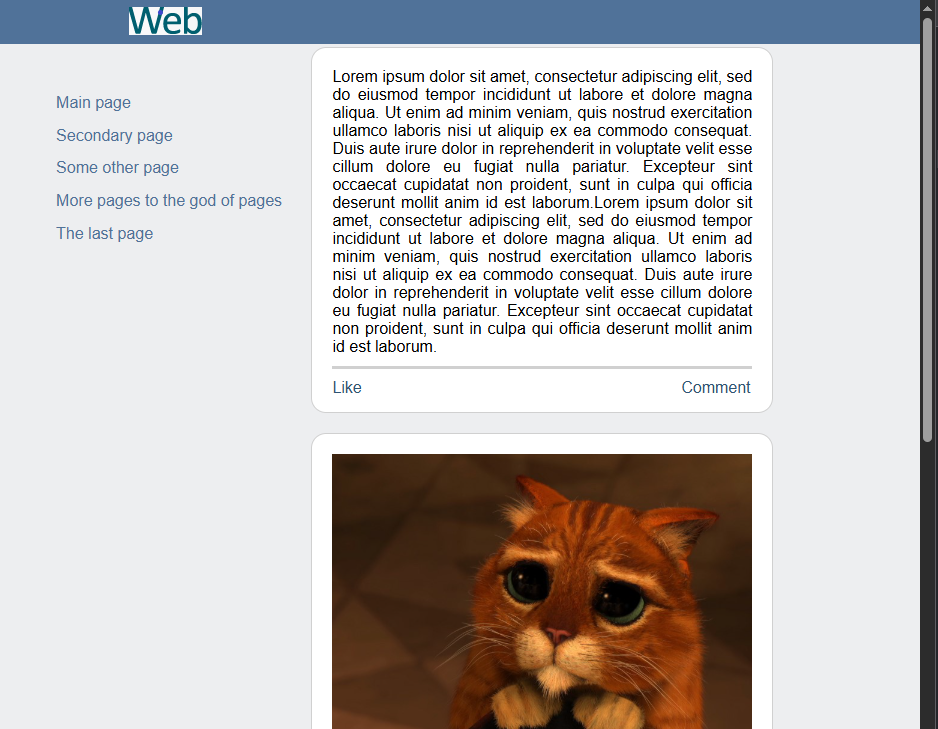 Web
Main page
Secondary page
Some other page
More pages to the god of pages
The last page
Lorem ipsum dolor sit amet, consectetur adipiscing elit, sed
do eiusmod tempor incididunt ut labore et dolore magna
aliqua. Ut enim ad minim veniam, quis nostrud exercitation
ullamco laboris nisi ut aliquip ex ea commodo consequat.
Duis aute irure dolor in reprehenderit in voluptate velit esse
cillum dolore eu fugiat nulla pariatur. Excepteur sint
occaecat cupidatat non proident, sunt in culpa qui officia
deserunt mollit anim id est laborum.Lorem ipsum dolor sit
amet, consectetur adipiscing elit, sed do eiusmod tempor
incididunt ut labore et dolore magna aliqua. Ut enim ad
minim veniam, quis nostrud exercitation ullamco laboris
nisi ut aliquip ex ea commodo consequat. Duis aute irure
dolor in reprehenderit in voluptate velit esse cillum dolore
eu fugiat nulla pariatur. Excepteur sint occaecat cupidatat
non proident, sunt in culpa qui officia deserunt mollit anim
id est laborum.
Like
Comment